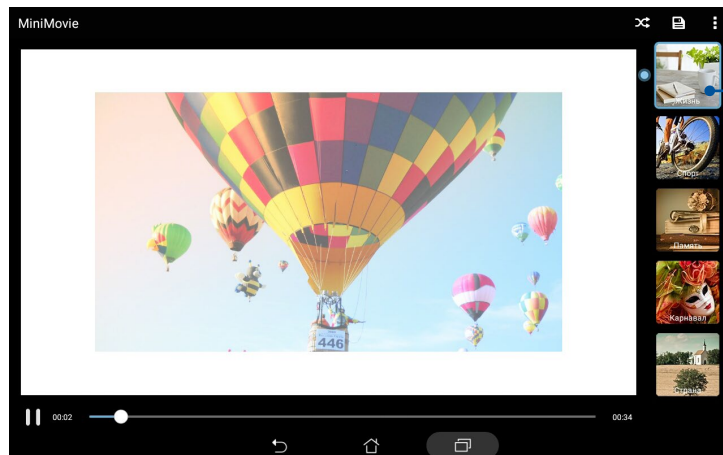 MiniMovie
446
Жизнь
Спорт
Память
Карнавал
Страна
00:02
00:34